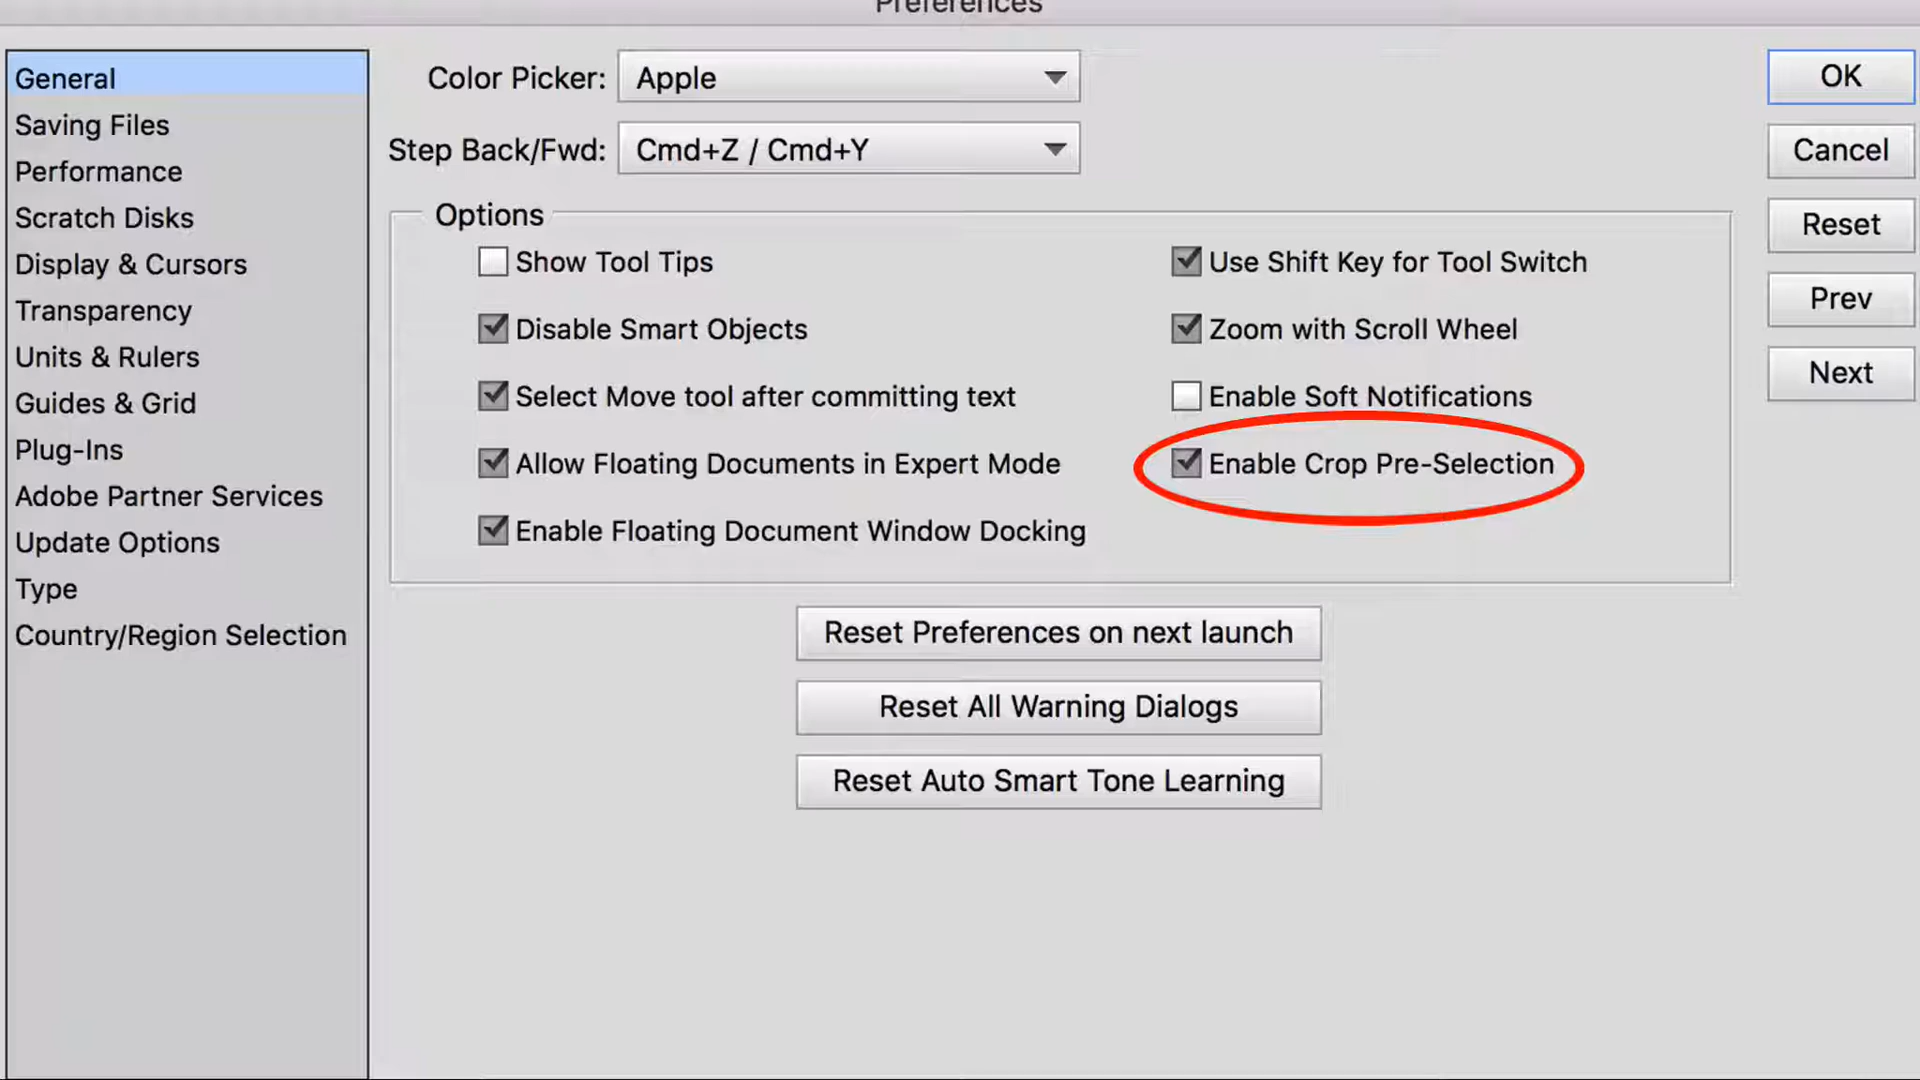 Preferences
General
Saving Files
Performance
Scratch Disks
Display & Cursors
Transparency
Units & Rulers
Guides & Grid
Plug-Ins
Adobe Partner Services
Update Options
Type
Country/Region Selection
Color Picker: Apple
Step Back/Fwd: Cmd+Z / Cmd+Y
Options
Show Tool Tips
Disable Smart Objects
Select Move tool after committing text
Allow Floating Documents in Expert Mode
Enable Floating Document Window Docking
Use Shift Key for Tool Switch
Zoom with Scroll Wheel
Enable Soft Notifications
Enable Crop Pre-Selection
Reset Preferences on next launch
Reset All Warning Dialogs
Reset Auto Smart Tone Learning
OK
Cancel
Reset
Prev
Next